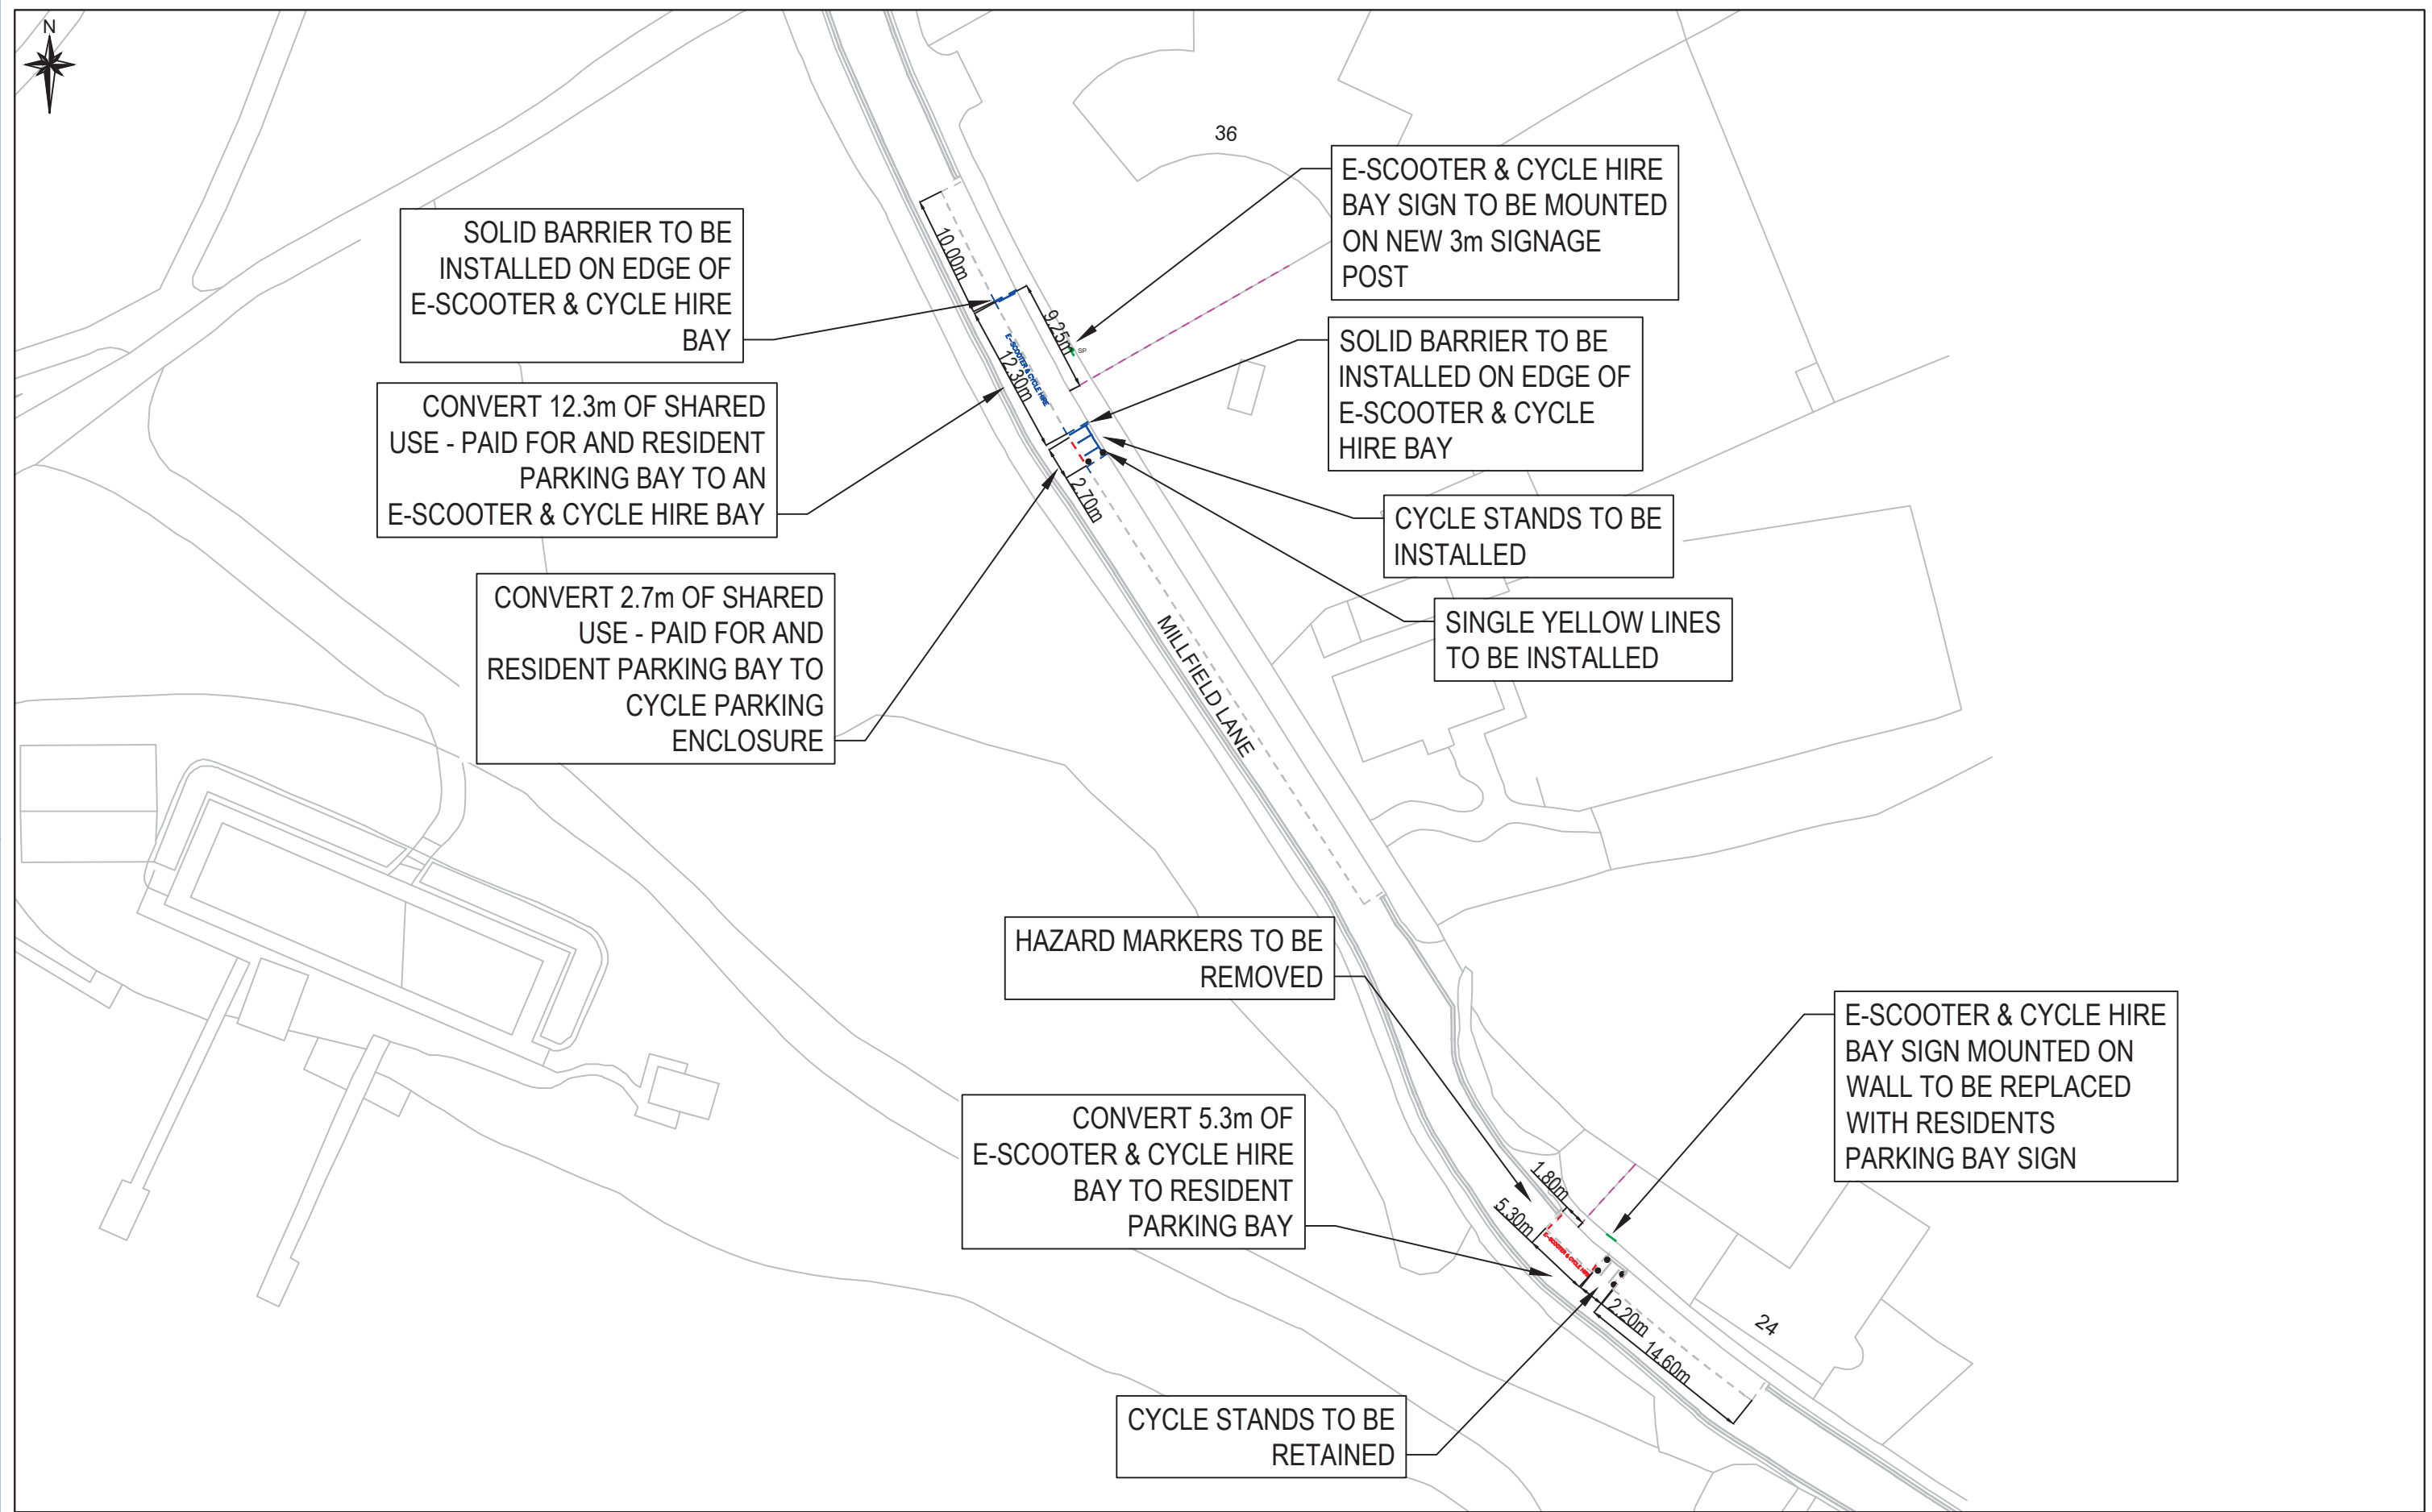 N
36
E-SCOOTER & CYCLE HIRE
BAY SIGN TO BE MOUNTED
ON NEW 3m SIGNAGE
POST
SOLID BARRIER TO BE
INSTALLED ON EDGE OF
E-SCOOTER & CYCLE HIRE
BAY
10.00m
9.25m
SP
E-SCOOTER & CYCLE HIRE
12.30m
SOLID BARRIER TO BE
INSTALLED ON EDGE OF
E-SCOOTER & CYCLE
HIRE BAY
CONVERT 12.3m OF SHARED
USE - PAID FOR AND RESIDENT
PARKING BAY TO AN
E-SCOOTER & CYCLE HIRE BAY
2.70m
CYCLE STANDS TO BE
INSTALLED
CONVERT 2.7m OF SHARED
USE - PAID FOR AND
RESIDENT PARKING BAY TO
CYCLE PARKING
ENCLOSURE
SINGLE YELLOW LINES
TO BE INSTALLED
MILLFIELD LANE
HAZARD MARKERS TO BE
REMOVED
E-SCOOTER & CYCLE HIRE
BAY SIGN MOUNTED ON
WALL TO BE REPLACED
WITH RESIDENTS
PARKING BAY SIGN
CONVERT 5.3m OF
E-SCOOTER & CYCLE HIRE
BAY TO RESIDENT
PARKING BAY
1.80m
5.30m
E-SCOOTER & CYCLE HIRE
2.20m
14.60m
24
CYCLE STANDS TO BE
RETAINED